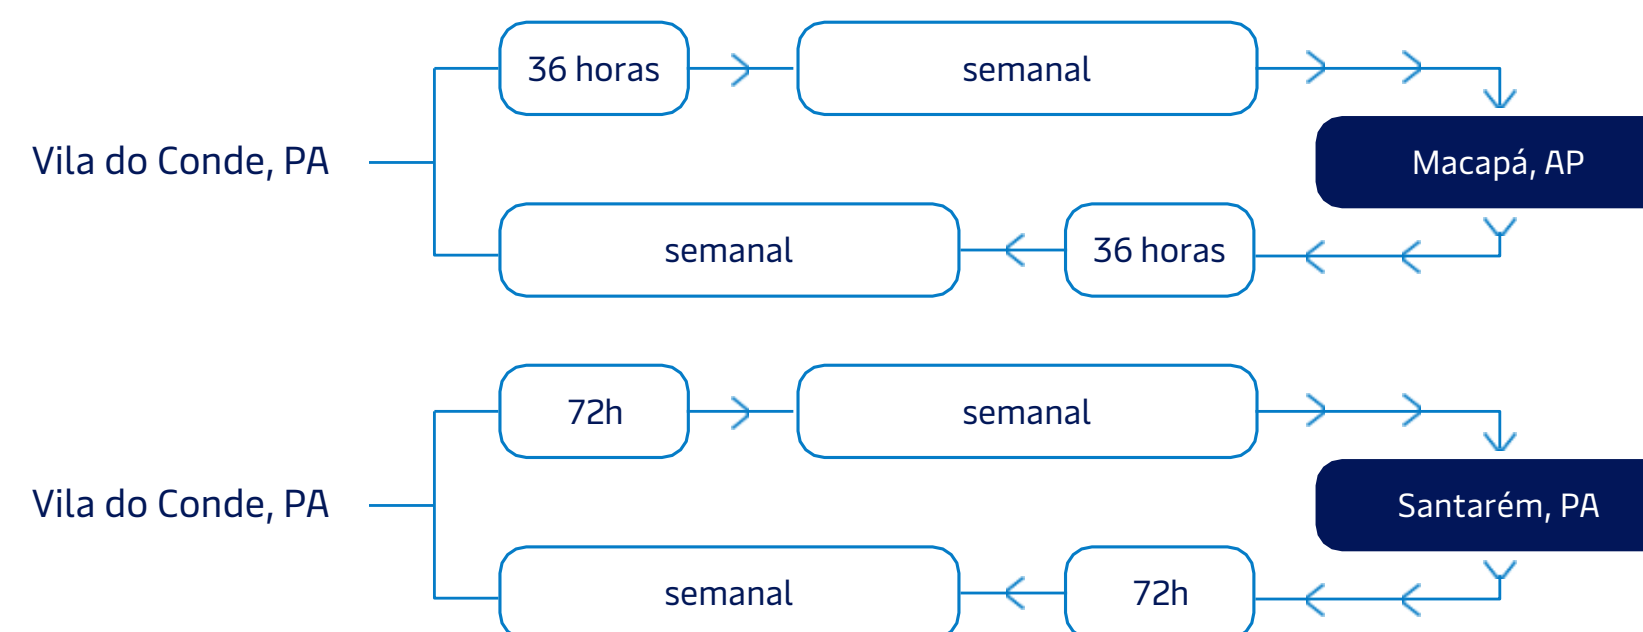 36 horas
semanal
Vila do Conde, PA
Macapá, AP
semanal
36 horas
72h
semanal
Vila do Conde, PA
Santarém, PA
semanal
72h